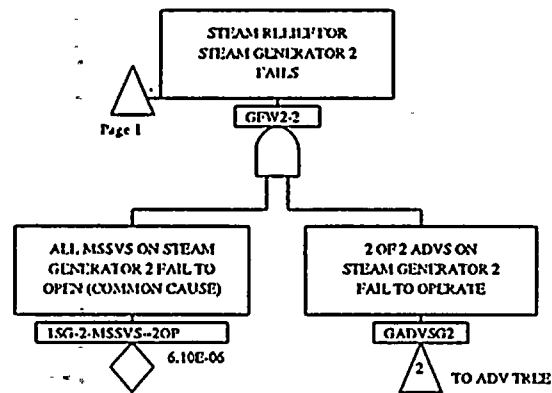 STEAM RELIEF FOR
STEAM GENERATOR 2
FAILS
Page 1
GFW2-2
ALL MSSVS ON STEAM
GENERATOR 2 FAIL TO
OPEN (COMMON CAUSE)
2 OF 2 ADVS ON
STEAM GENERATOR 2
FAIL TO OPERATE
1SG-2-MSSVS--2OP
GADVSG2
6.10E-06
2
TO ADV TREE